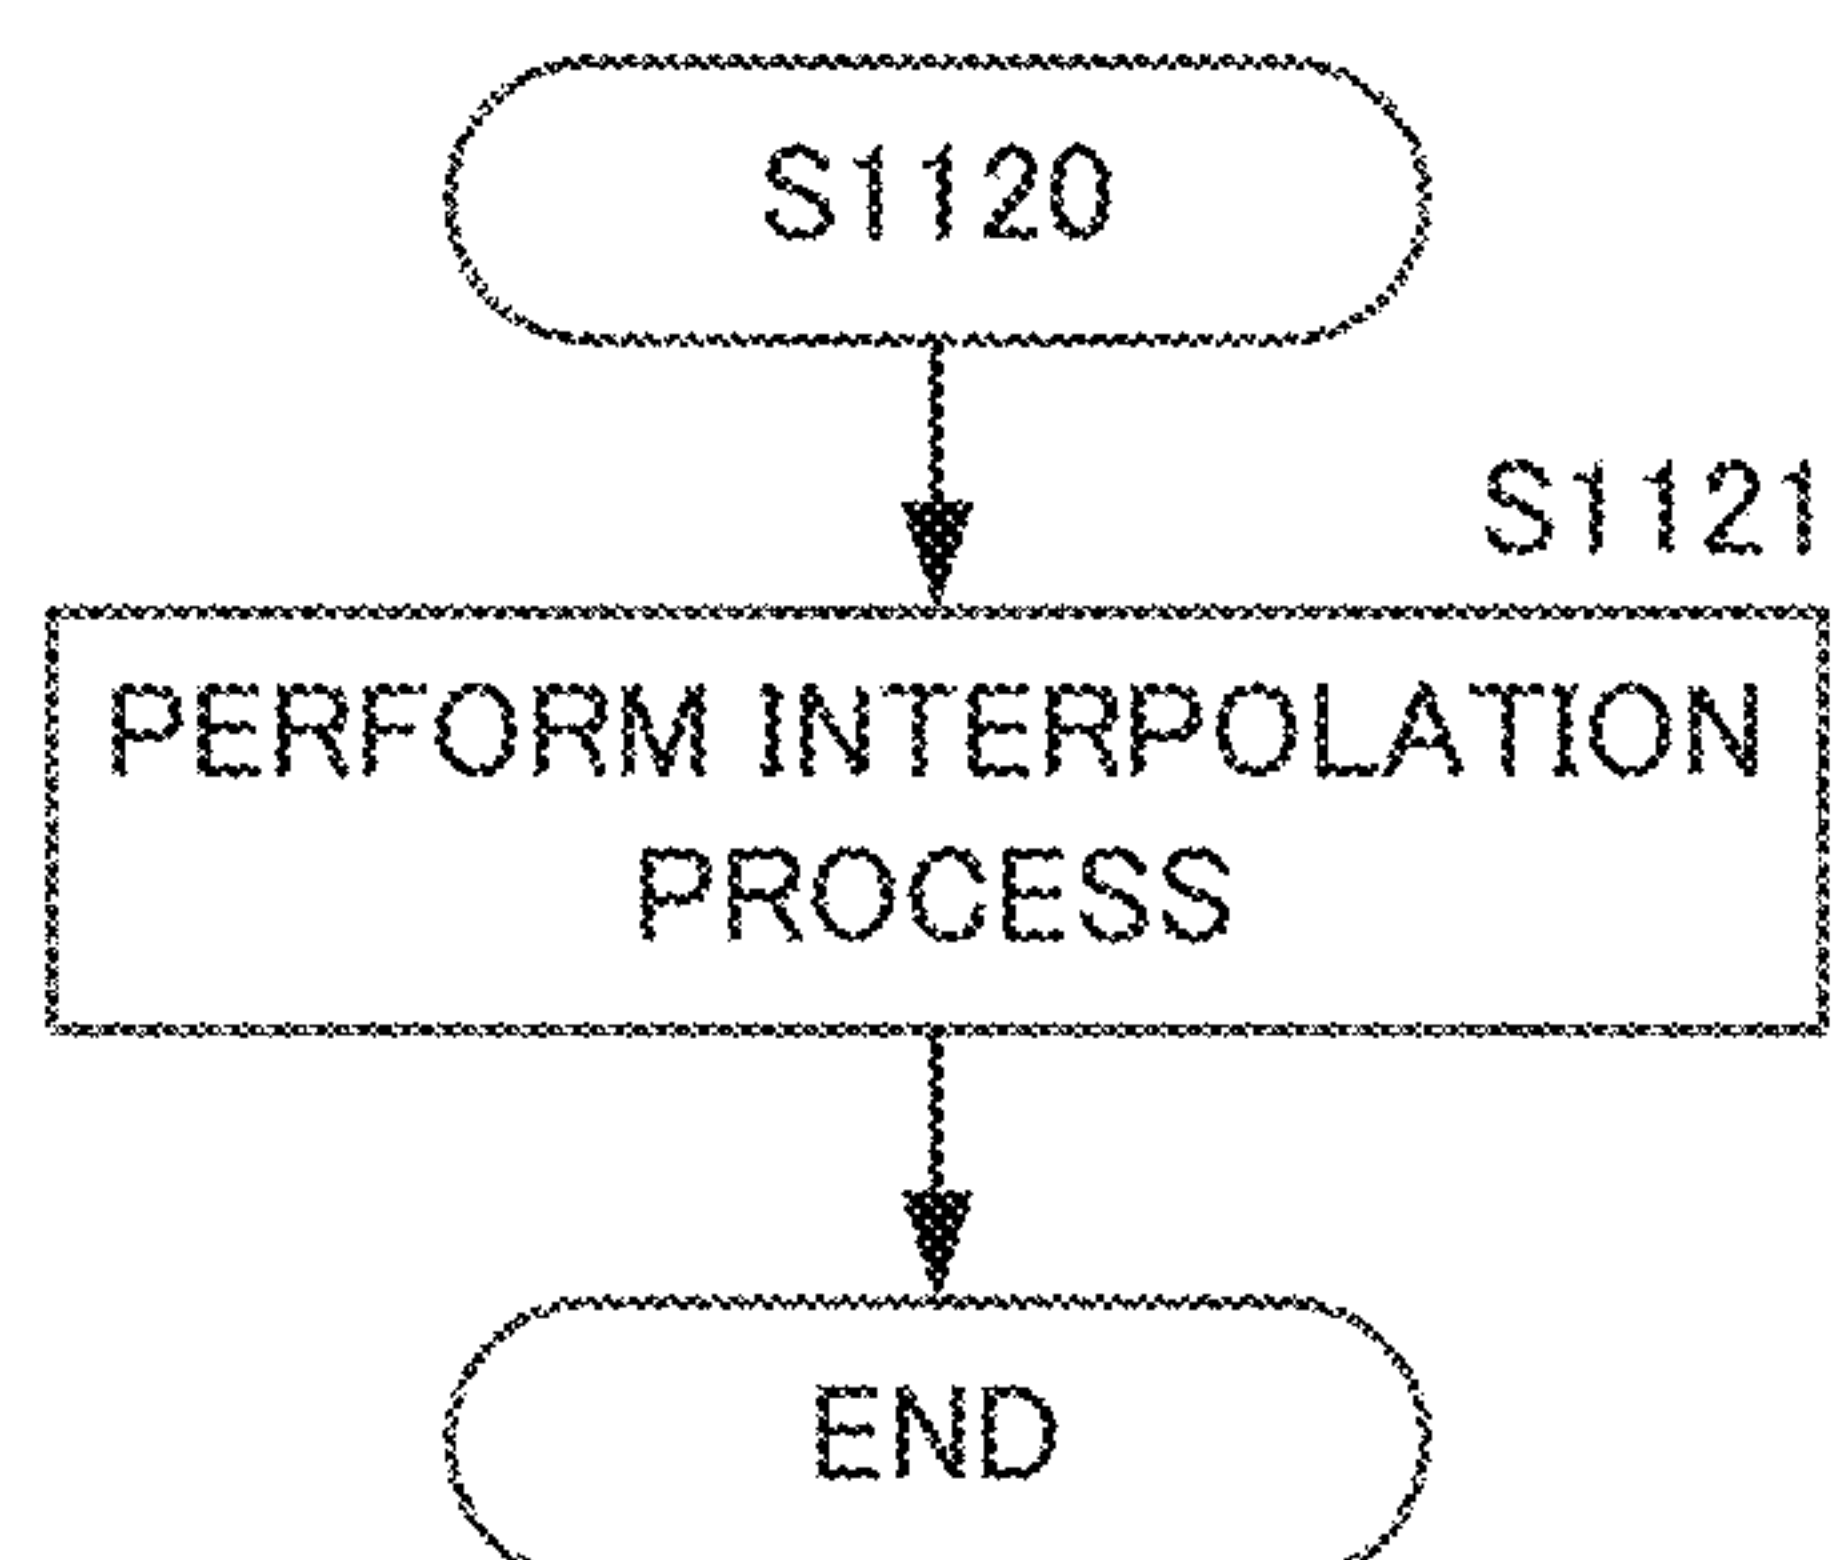 S1120
S1121
PERFORM INTERPOLATION
PROCESS
END